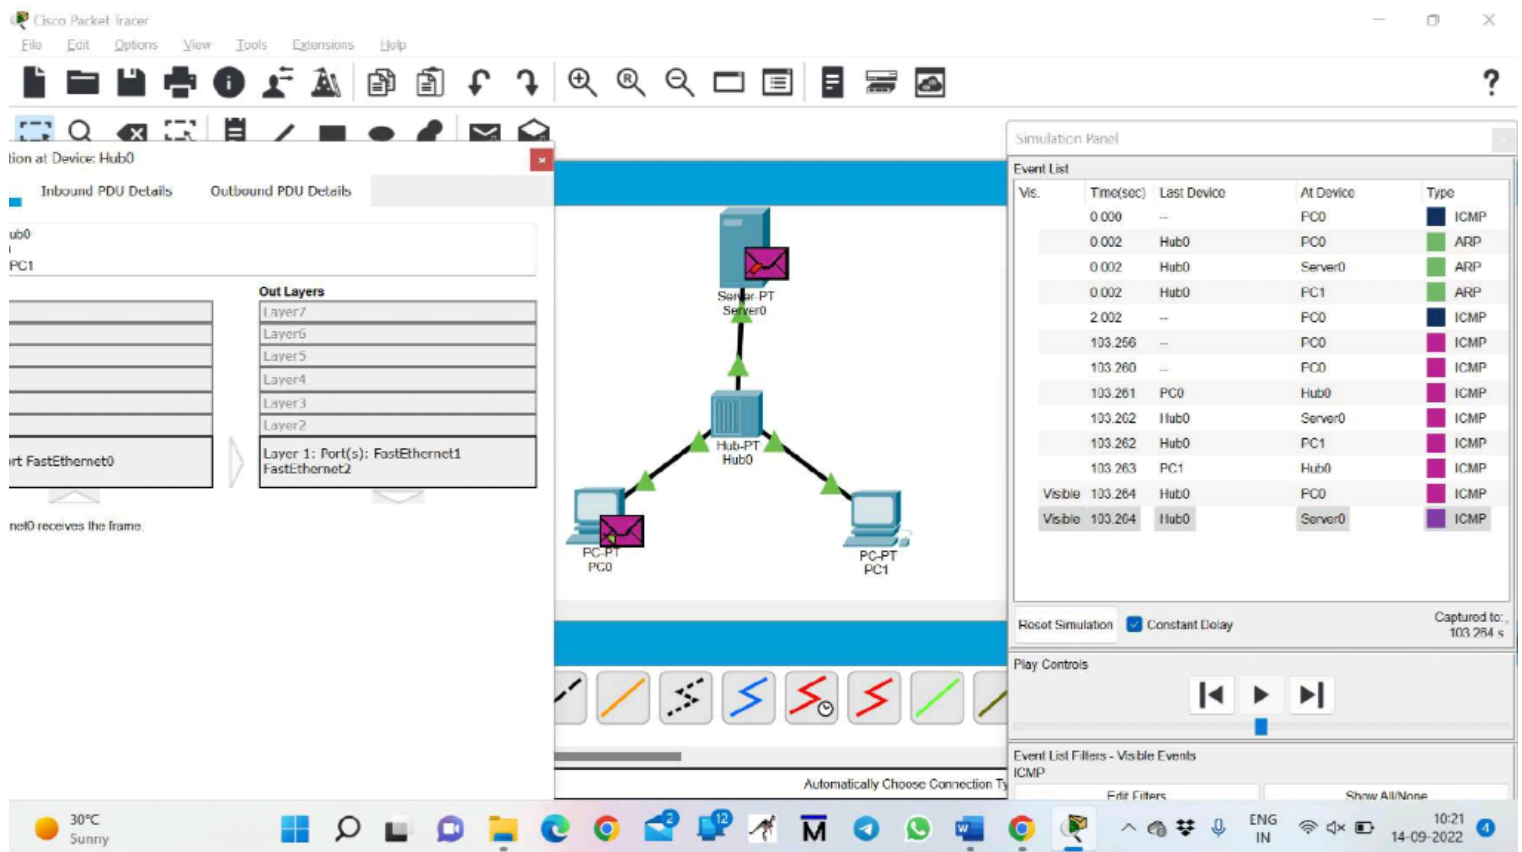 Cisco Packet Tracer
File Edit Options View Tools Extensions Help
tion at Device: Hub0
Inbound PDU Details Outbound PDU Details
ub0
PC1
Out Layers
Layer7
Layer6
Layer5
Layer4
Layer3
Layer2
rt FastEthernet0
Layer 1: Port(s): FastEthernet1
FastEthernet2
net0 receives the frame.
Server-PT
Server0
Hub-PT
Hub0
PC-PT
PC0
PC-PT
PC1
Automatically Choose Connection Ty
Simulation Panel
Event List
Vis. Time(sec) Last Device At Device Type
0.000 -- PC0 ICMP
0.002 Hub0 PC0 ARP
0.002 Hub0 Server0 ARP
0.002 Hub0 PC1 ARP
2.002 -- PC0 ICMP
103.256 -- PC0 ICMP
103.260 -- PC0 ICMP
103.261 PC0 Hub0 ICMP
103.262 Hub0 Server0 ICMP
103.262 Hub0 PC1 ICMP
103.263 PC1 Hub0 ICMP
Visible 103.264 Hub0 PC0 ICMP
Visible 103.264 Hub0 Server0 ICMP
Reset Simulation Constant Delay
Captured to:
103.264 s
Play Controls
Event List Filters - Visible Events
ICMP
Edit Filters Show All/None
30°C
Sunny
2
12
ENG
IN
10:21
14-09-2022
4